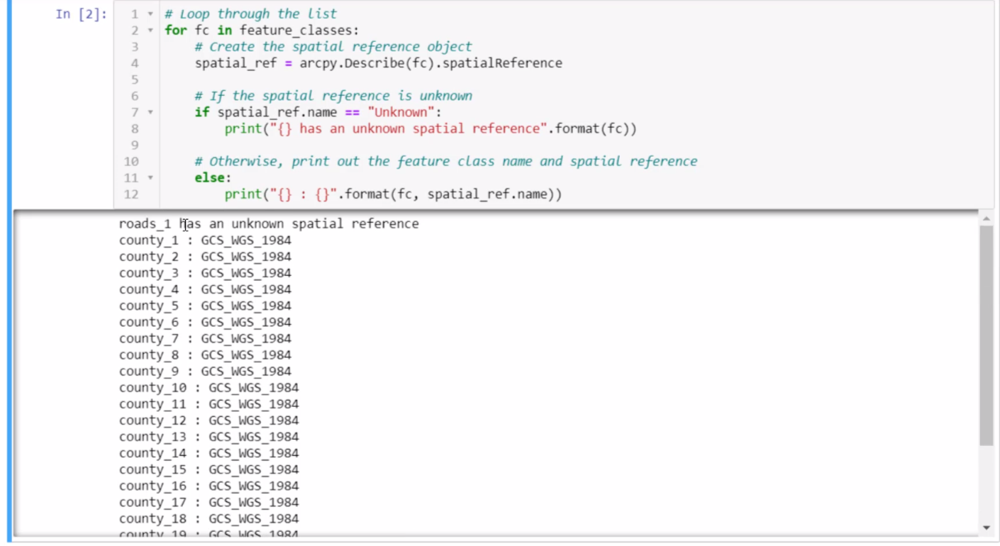 In [2]:
1 # Loop through the list
2 for fc in feature_classes:
3     # Create the spatial reference object
4     spatial_ref = arcpy.Describe(fc).spatialReference
5
6     # If the spatial reference is unknown
7     if spatial_ref.name == "Unknown":
8         print("{} has an unknown spatial reference".format(fc))
9
10     # Otherwise, print out the feature class name and spatial reference
11     else:
12         print("{} : {}".format(fc, spatial_ref.name))
roads_1 has an unknown spatial reference
county_1 : GCS_WGS_1984
county_2 : GCS_WGS_1984
county_3 : GCS_WGS_1984
county_4 : GCS_WGS_1984
county_5 : GCS_WGS_1984
county_6 : GCS_WGS_1984
county_7 : GCS_WGS_1984
county_8 : GCS_WGS_1984
county_9 : GCS_WGS_1984
county_10 : GCS_WGS_1984
county_11 : GCS_WGS_1984
county_12 : GCS_WGS_1984
county_13 : GCS_WGS_1984
county_14 : GCS_WGS_1984
county_15 : GCS_WGS_1984
county_16 : GCS_WGS_1984
county_17 : GCS_WGS_1984
county_18 : GCS_WGS_1984
county_19 : GCS_WGS_1984